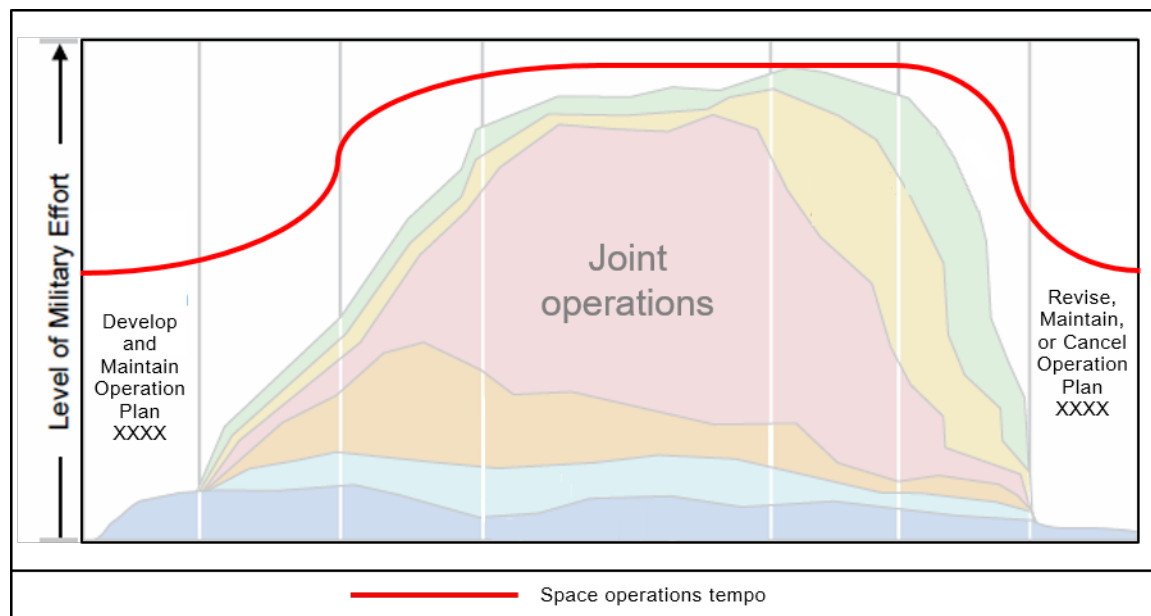 Level of Military Effort
Develop
and
Maintain
Operation
Plan
XXXX
Joint
operations
Revise,
Maintain,
or Cancel
Operation
Plan
XXXX
Space operations tempo